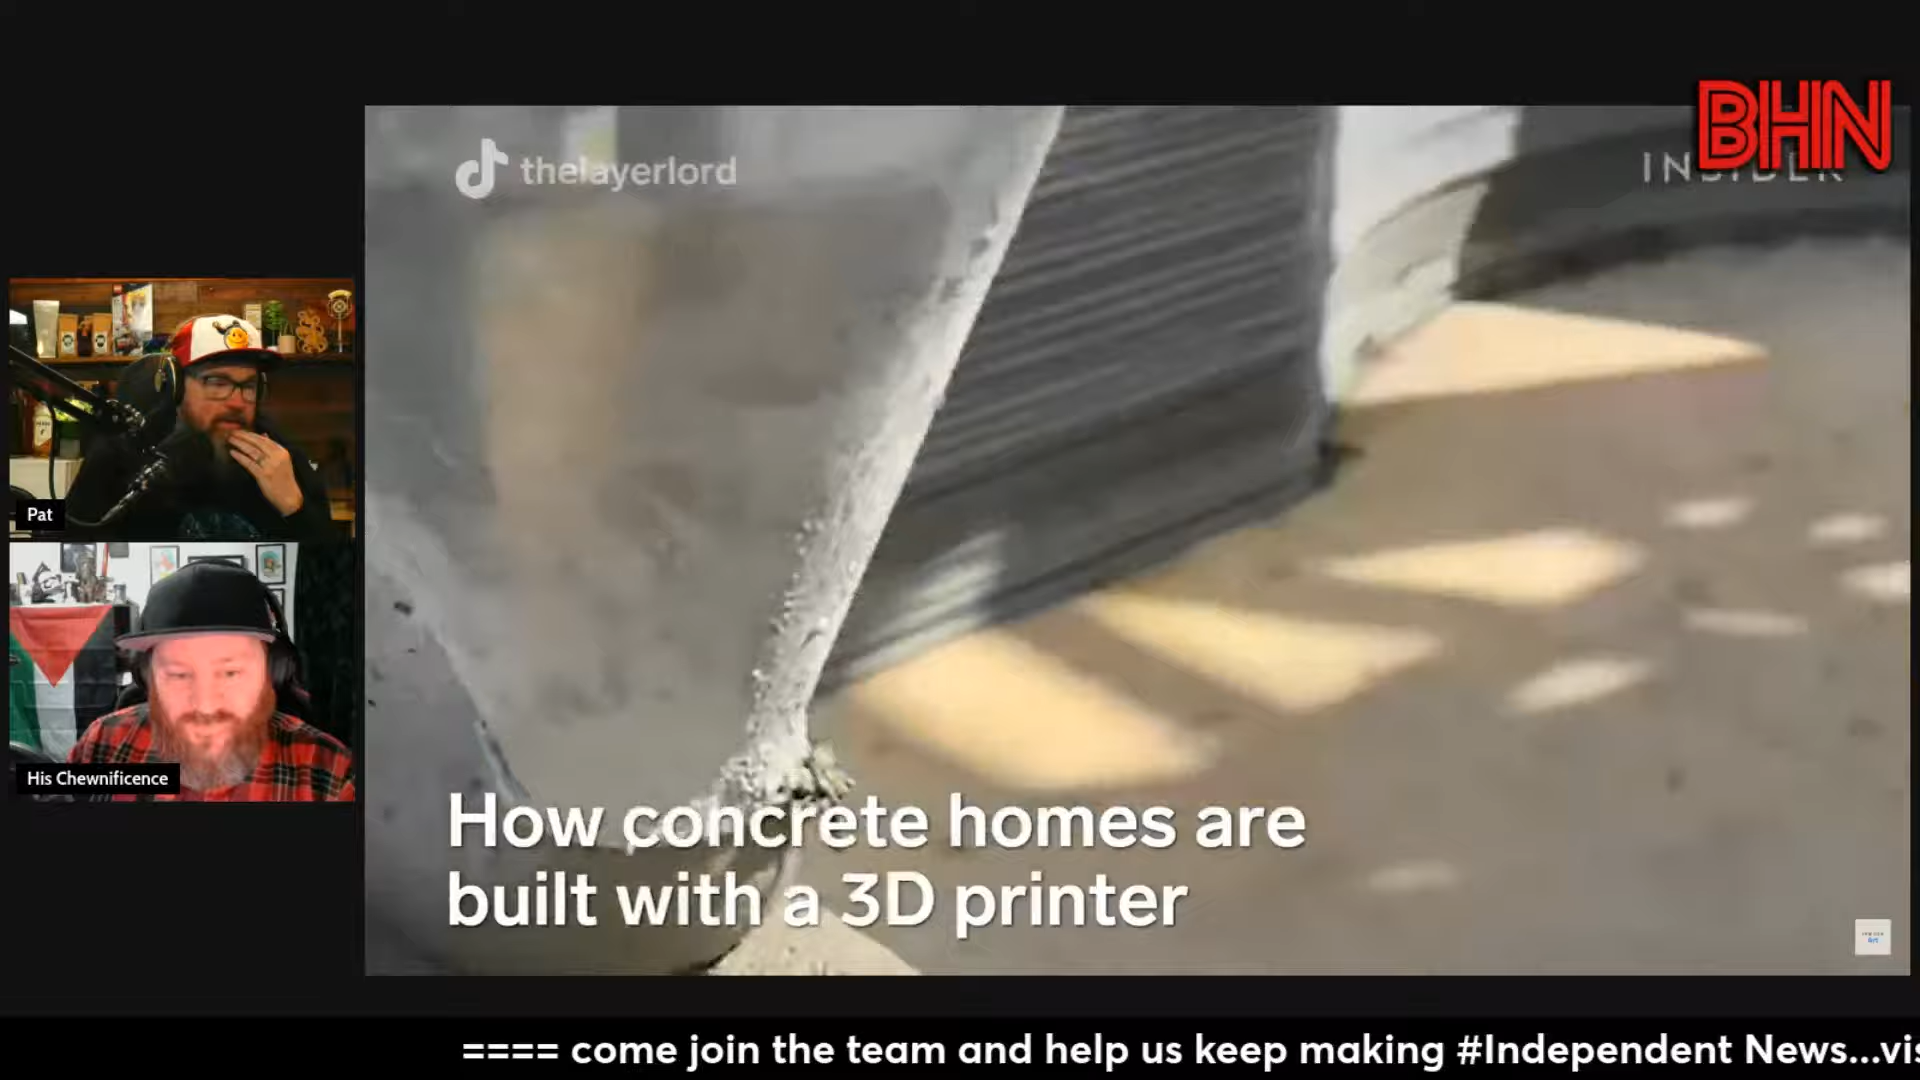 BHN
thelayerlord
INSIDER
Pat
His Chewnificence
How concrete homes are
built with a 3D printer
==== come join the team and help us keep making #Independent News...vis